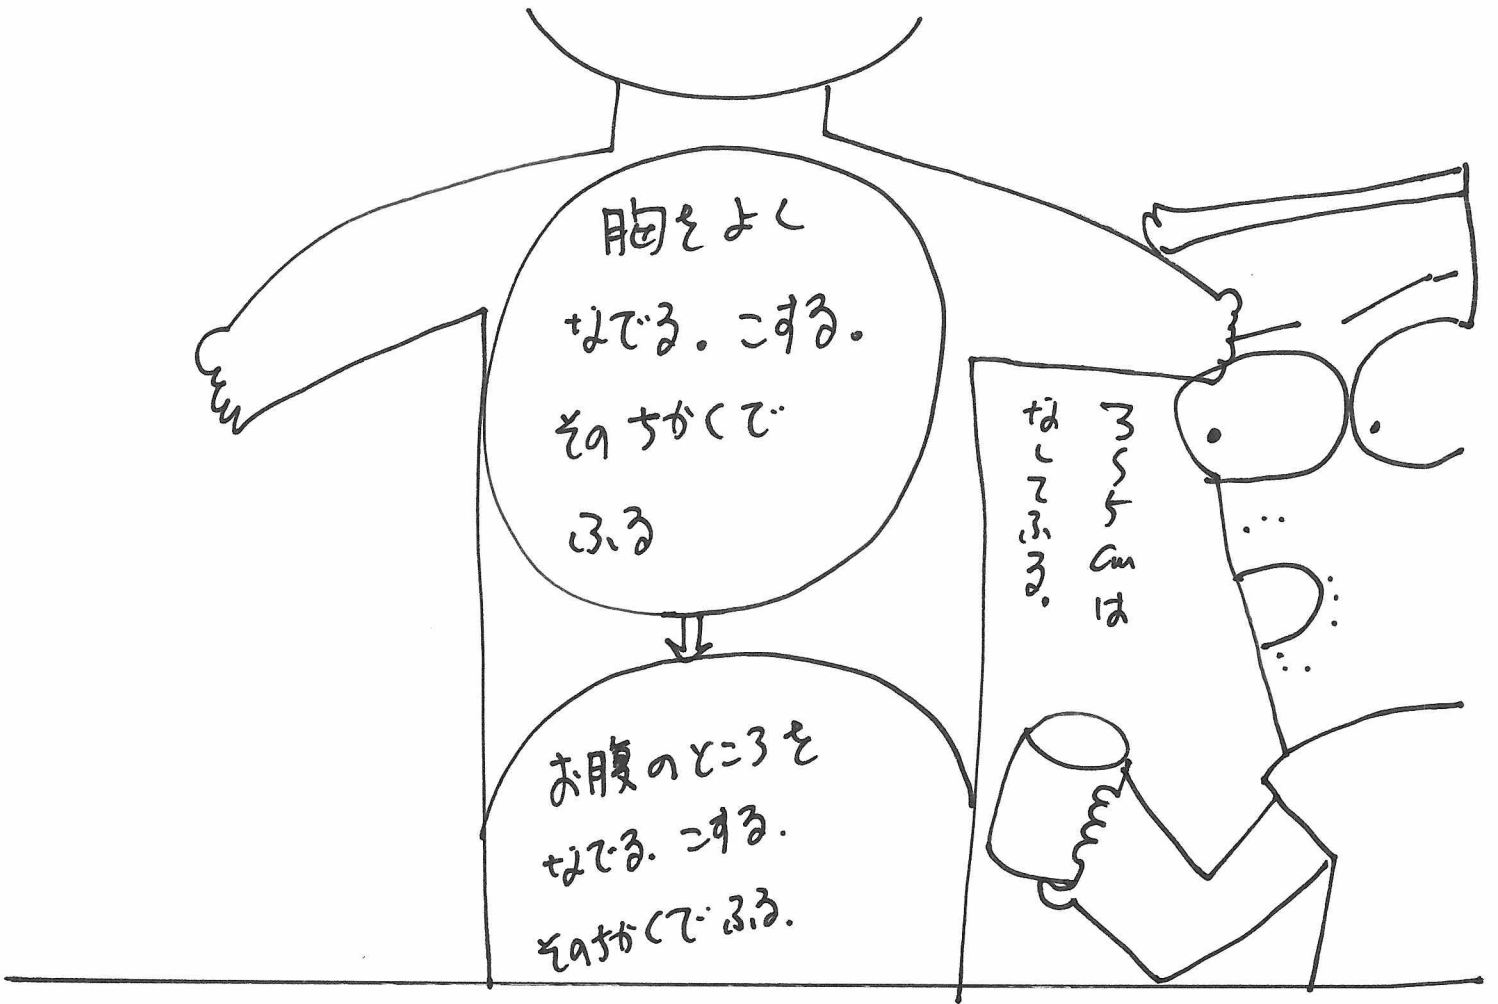 胸をよく
なでる。こする。
そのちかくで
ふる
お腹のところを
なでる。こする。
そのちかくでふる。
3〜5cmは
なしてふる。